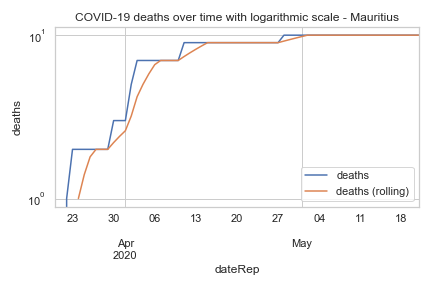 COVID-19 deaths over time with logarithmic scale - Mauritius
10¹
deaths
10⁰
deaths
deaths (rolling)
23 30 06 13 20 27 04 11 18
Apr May
2020
dateRep